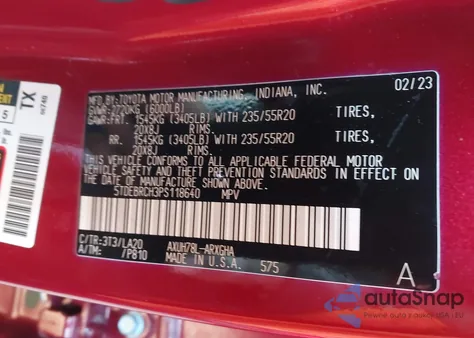 MFD. BY: TOYOTA MOTOR MANUFACTURING, INDIANA, INC. 02/23
GVWR: 2720KG (6000LB)
GAWR:FRT. 1545KG (3405LB) WITH 235/55R20 TIRES,
20X8J RIMS.
RR. 1545KG (3405LB) WITH 235/55R20 TIRES,
20X8J RIMS.
THIS VEHICLE CONFORMS TO ALL APPLICABLE FEDERAL MOTOR
VEHICLE SAFETY AND THEFT PREVENTION STANDARDS IN EFFECT ON
THE DATE OF MANUFACTURE SHOWN ABOVE.
5TDEBRCH3PS118640 MPV
C/TR:3T3/LA20 AXUH78L-ARXGHA
A/TM: /P810 MADE IN U.S.A. 575 A
TX
5
autoSnap